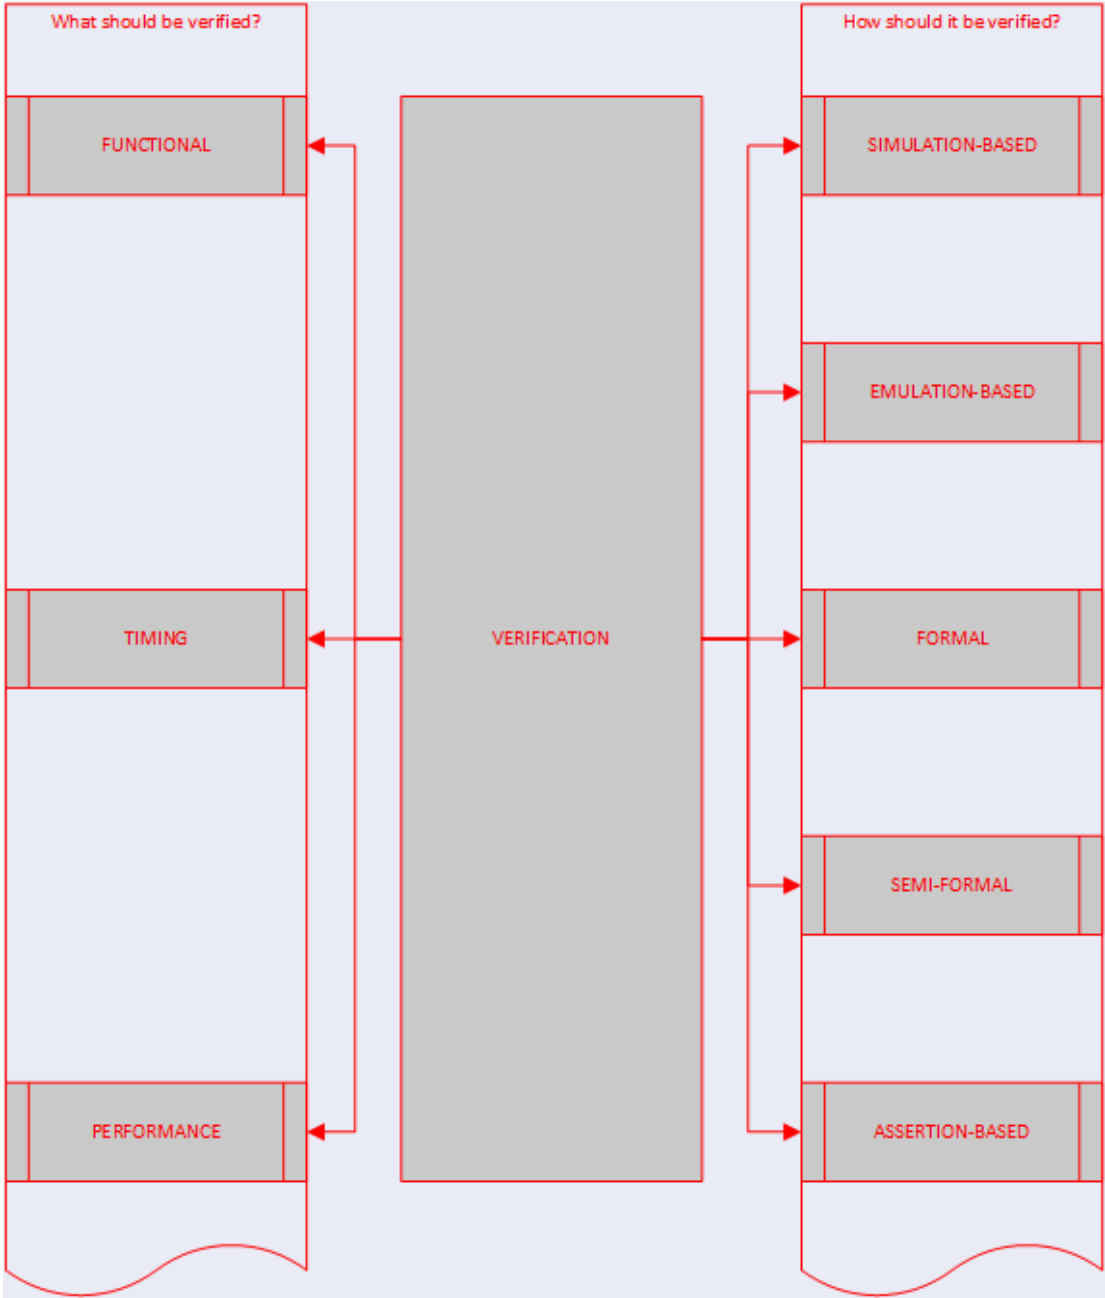 What should be verified?
How should it be verified?
FUNCTIONAL
SIMULATION-BASED
EMULATION-BASED
TIMING
VERIFICATION
FORMAL
SEMI-FORMAL
PERFORMANCE
ASSERTION-BASED